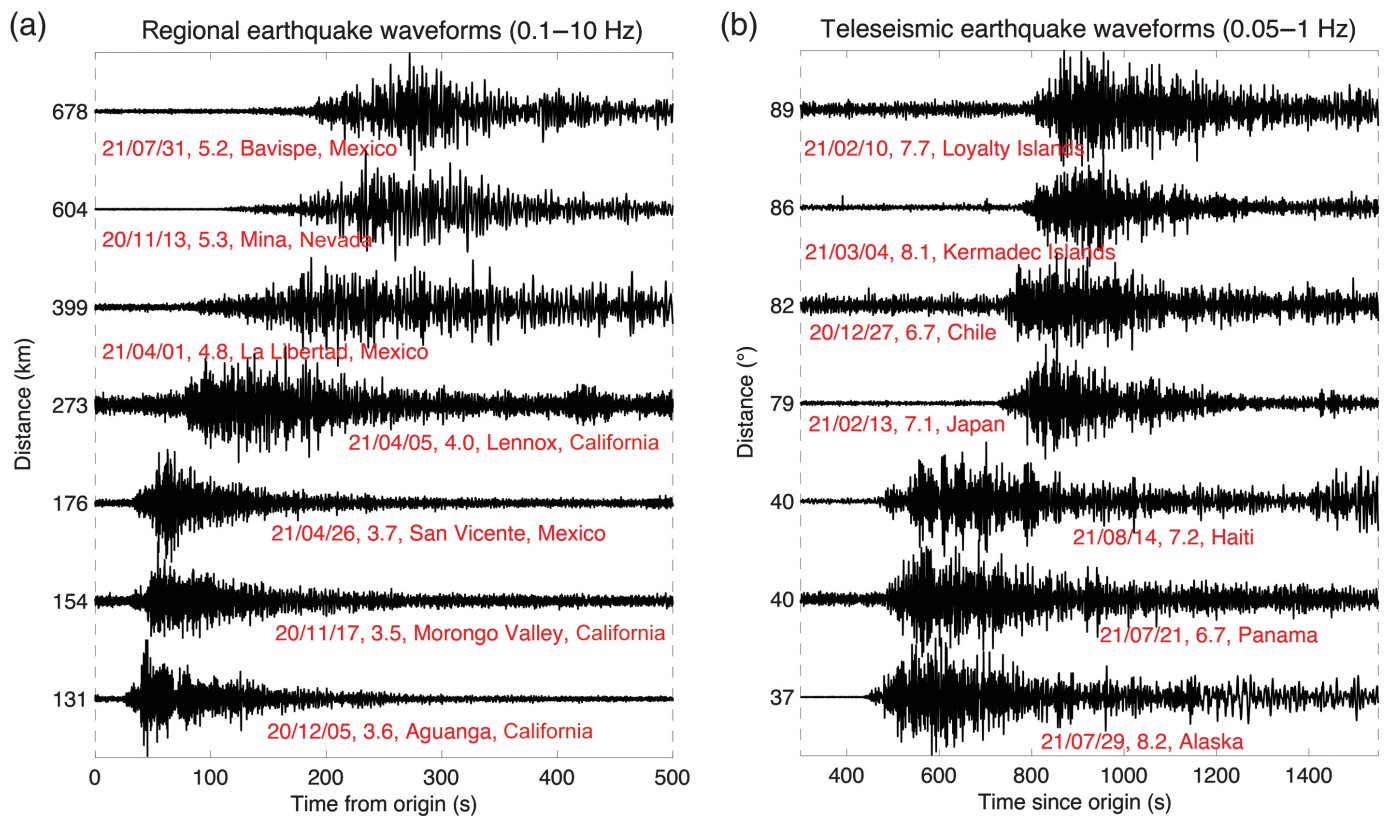 (a)
Regional earthquake waveforms (0.1–10 Hz)
678
21/07/31, 5.2, Bavispe, Mexico
604
20/11/13, 5.3, Mina, Nevada
399
21/04/01, 4.8, La Libertad, Mexico
273
21/04/05, 4.0, Lennox, California
176
21/04/26, 3.7, San Vicente, Mexico
154
20/11/17, 3.5, Morongo Valley, California
131
20/12/05, 3.6, Aguanga, California
Distance (km)
0 100 200 300 400 500
Time from origin (s)
(b)
Teleseismic earthquake waveforms (0.05–1 Hz)
89
21/02/10, 7.7, Loyalty Islands
86
21/03/04, 8.1, Kermadec Islands
82
20/12/27, 6.7, Chile
79
21/02/13, 7.1, Japan
40
21/08/14, 7.2, Haiti
40
21/07/21, 6.7, Panama
37
21/07/29, 8.2, Alaska
Distance (°)
400 600 800 1000 1200 1400
Time since origin (s)